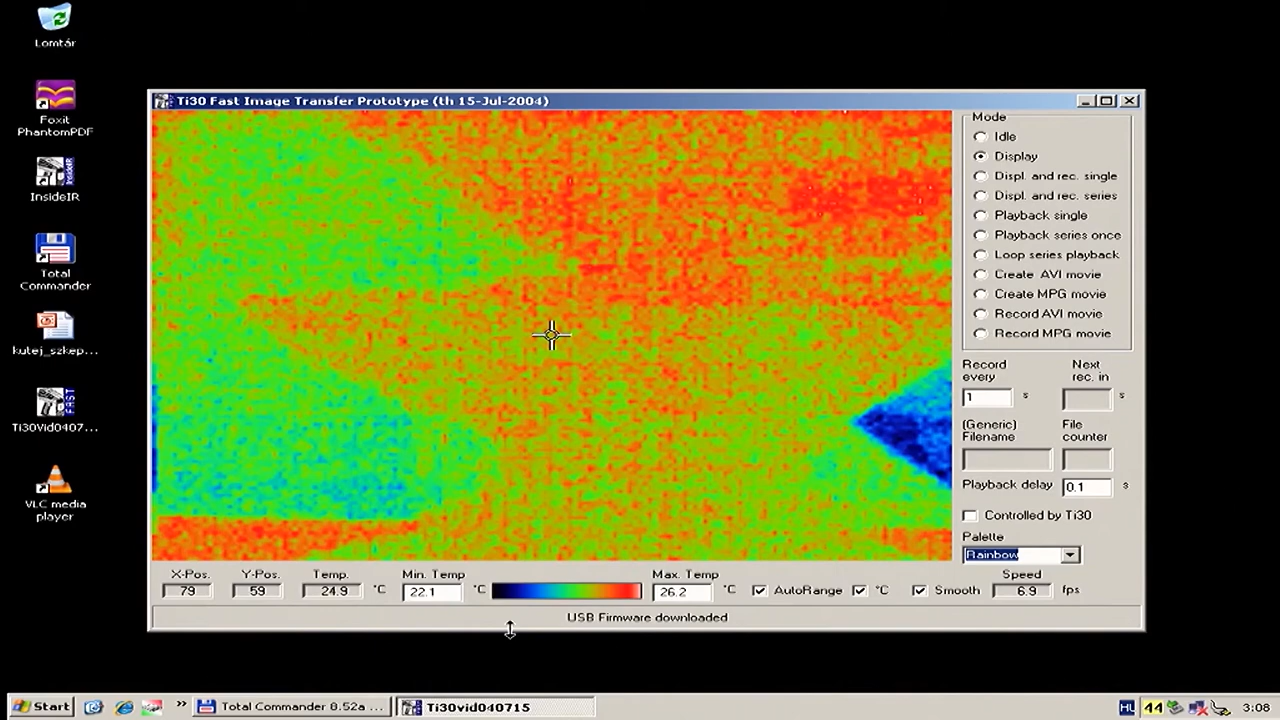 Lomtár
Foxit
PhantomPDF
InsideIR
Total
Commander
kutej_szkep...
Ti30Vid0407...
VLC media
player
Ti30 Fast Image Transfer Prototype (th 15-Jul-2004)
Mode
Idle
Display
Displ. and rec. single
Displ. and rec. series
Playback single
Playback series once
Loop series playback
Create AVI movie
Create MPG movie
Record AVI movie
Record MPG movie
Record
every
Next
rec. in
1
s
s
(Generic)
Filename
File
counter
Playback delay
0.1
s
Controlled by Ti30
Palette
Rainbow
X-Pos.
79
Y-Pos.
59
Temp.
24.9
°C
Min. Temp
22.1
°C
Max. Temp
26.2
°C
AutoRange
°C
Smooth
Speed
6.9
fps
USB Firmware downloaded
Start
Total Commander 8.52a ...
Ti30vid040715
HU
44
3:08